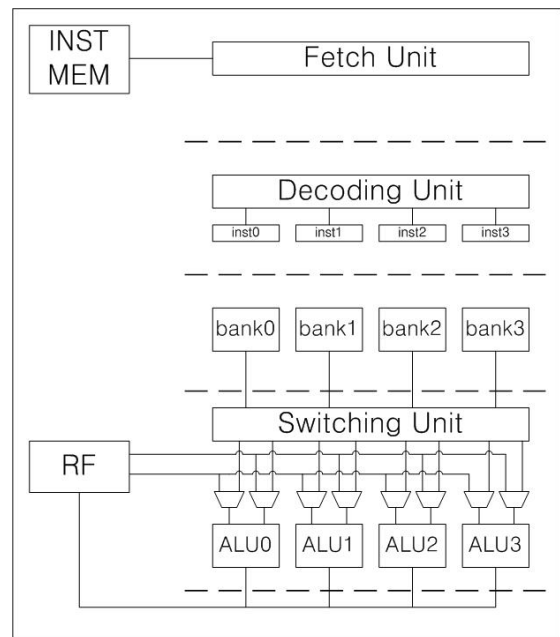 INST
MEM
Fetch Unit
Decoding Unit
inst0 inst1 inst2 inst3
bank0 bank1 bank2 bank3
Switching Unit
RF
ALU0 ALU1 ALU2 ALU3